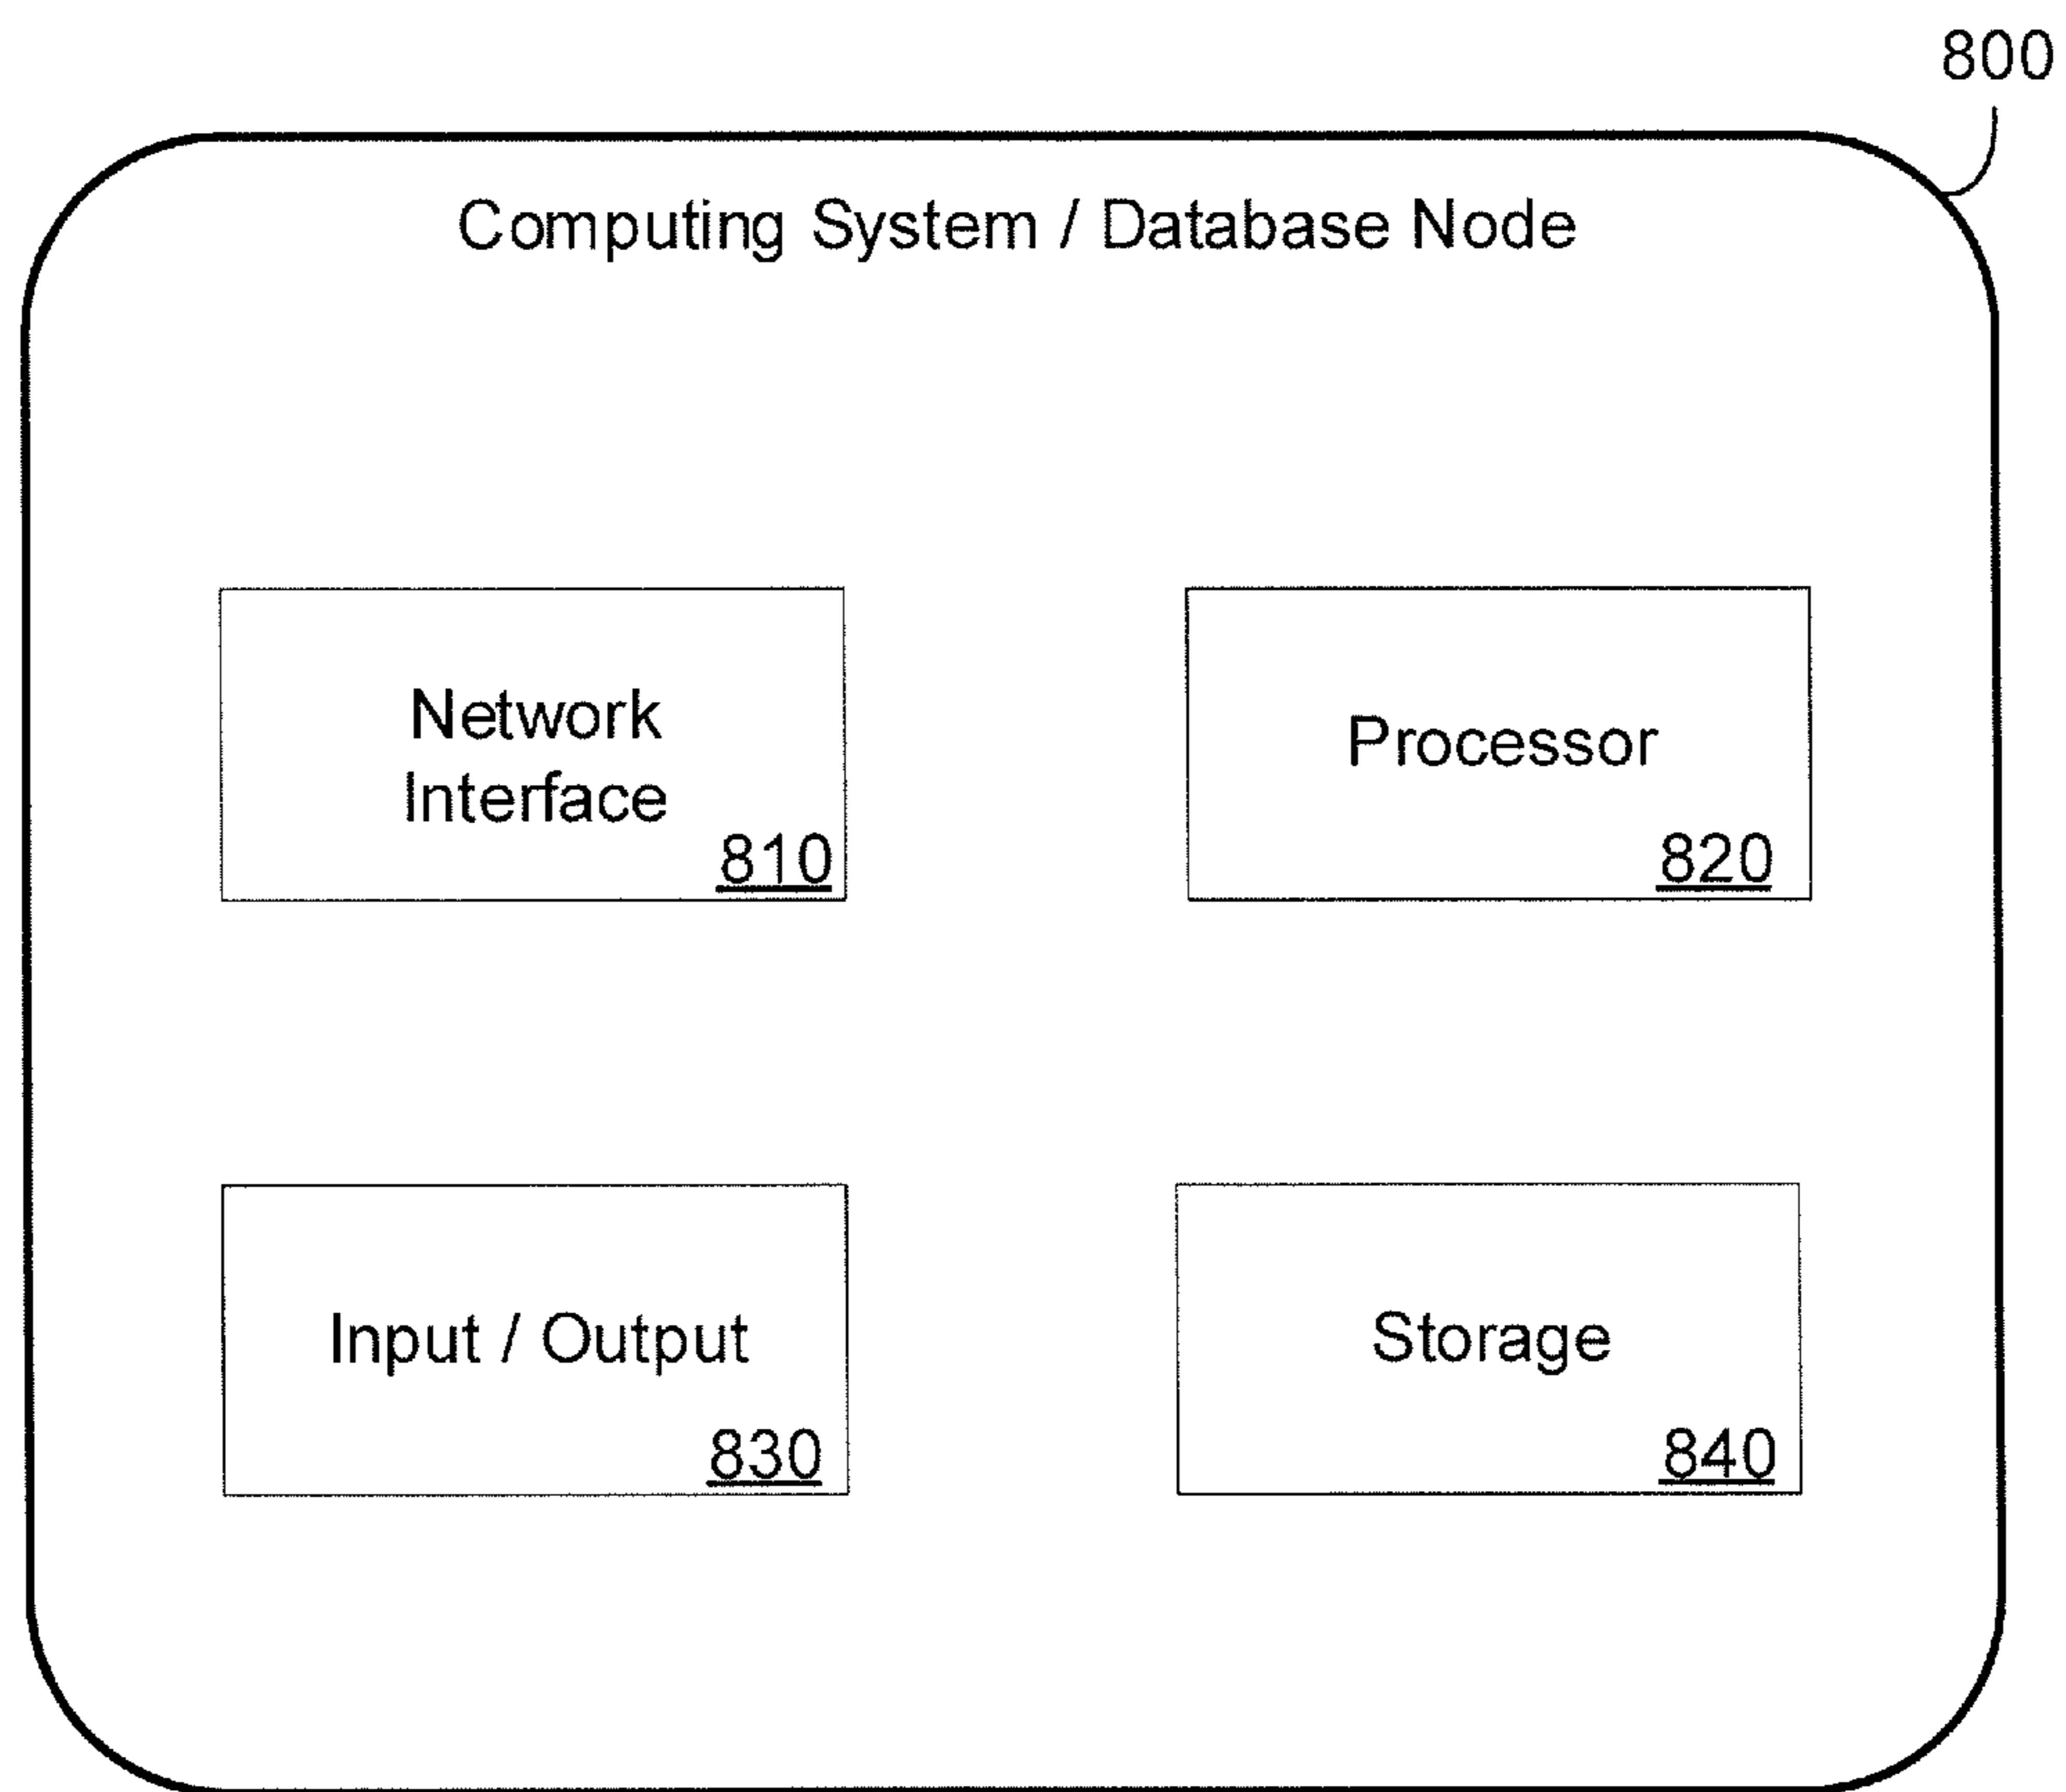 800
Computing System / Database Node
Network
Interface
810
Processor
820
Input / Output
830
Storage
840